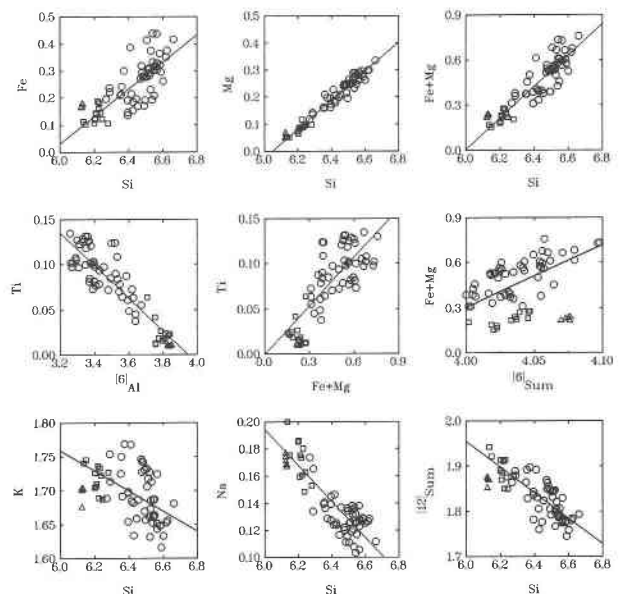 0.5
0.4
0.3
0.2
0.1
0.0
Fe
6.0 6.2 6.4 6.6 6.8
Si
0.5
0.4
0.3
0.2
0.1
0.0
Mg
6.0 6.2 6.4 6.6 6.8
Si
0.9
0.6
0.3
0.0
Fe+Mg
6.0 6.2 6.4 6.6 6.8
Si
0.15
0.10
0.05
0.00
Ti
3.2 3.4 3.6 3.8 4.0
[6]Al
0.15
0.10
0.05
0.00
Ti
0.0 0.3 0.6 0.9
Fe+Mg
0.9
0.6
0.3
0.0
Fe+Mg
4.00 4.05 4.10
[6]Sum
1.80
1.75
1.70
1.65
1.60
K
6.0 6.2 6.4 6.6 6.8
Si
0.20
0.18
0.16
0.14
0.12
0.10
Na
6.0 6.2 6.4 6.6 6.8
Si
2.0
1.9
1.8
1.7
[12]Sum
6.0 6.2 6.4 6.6 6.8
Si